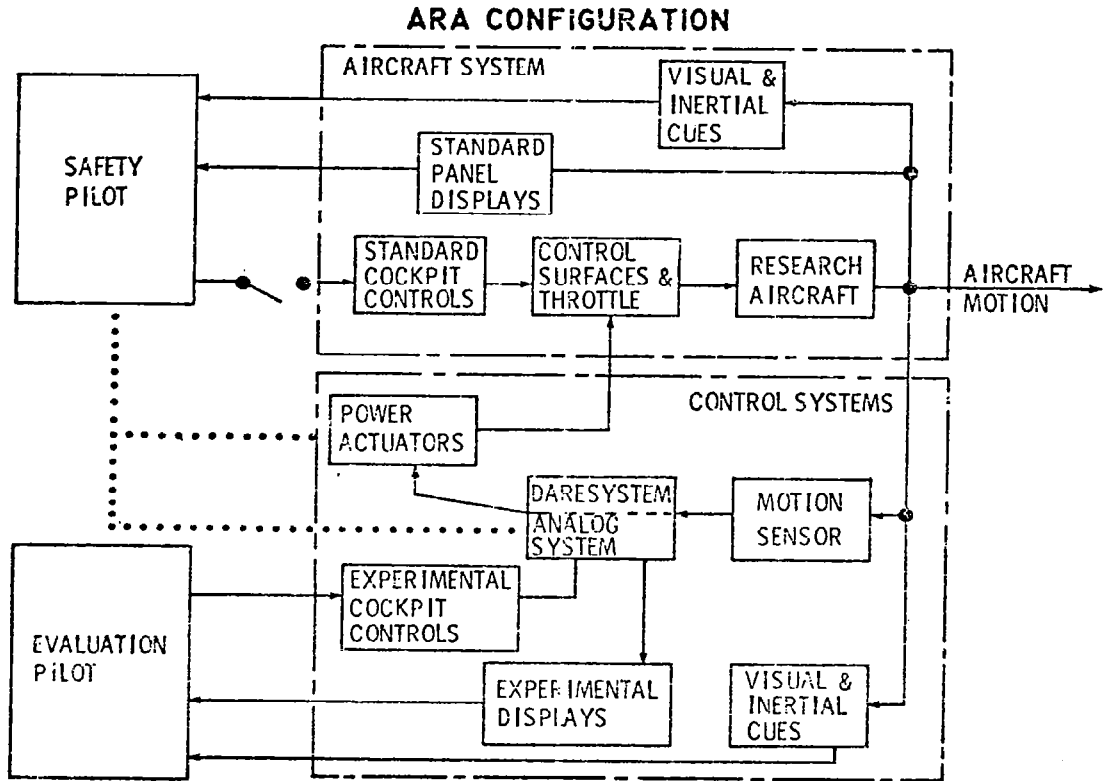 ARA CONFiGURATION
AIRCRAFT SYSTEM
VISUAL &
INERTIAL
CUES
SAFETY
PILOT
STANDARD
PANEL
DISPLAYS
STANDARD
COCKPIT
CONTROLS
CONTROL
SURFACES &
THROTTLE
RESEARCH
AIRCRAFT
AIRCRAFT
MOTION
CONTROL SYSTEMS
POWER
ACTUATORS
DARESYSTEM
ANALOG
SYSTEM
MOTION
SENSOR
EXPERIMENTAL
COCKPIT
CONTROLS
EVALUATION
PiLOT
EXPERIMENTAL
DISPLAYS
VISUAL &
INERTIAL
CUES